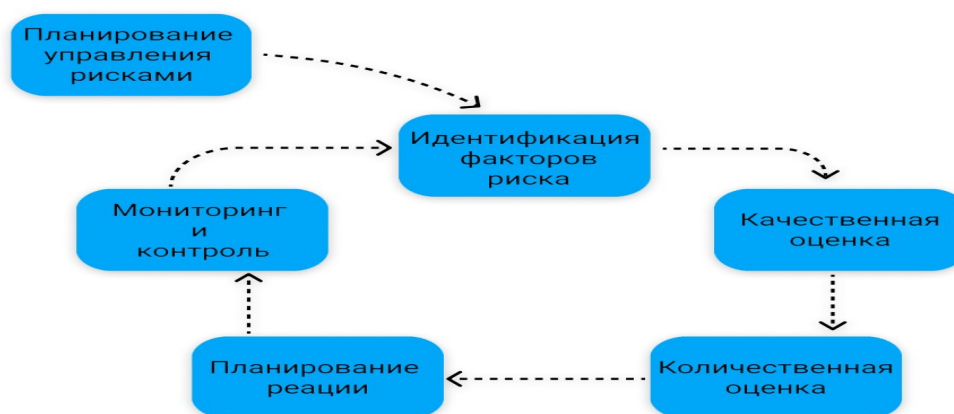 Планирование
управления
рисками
Идентификация
факторов
риска
Качественная
оценка
Количественная
оценка
Планирование
реации
Мониторинг
и
контроль